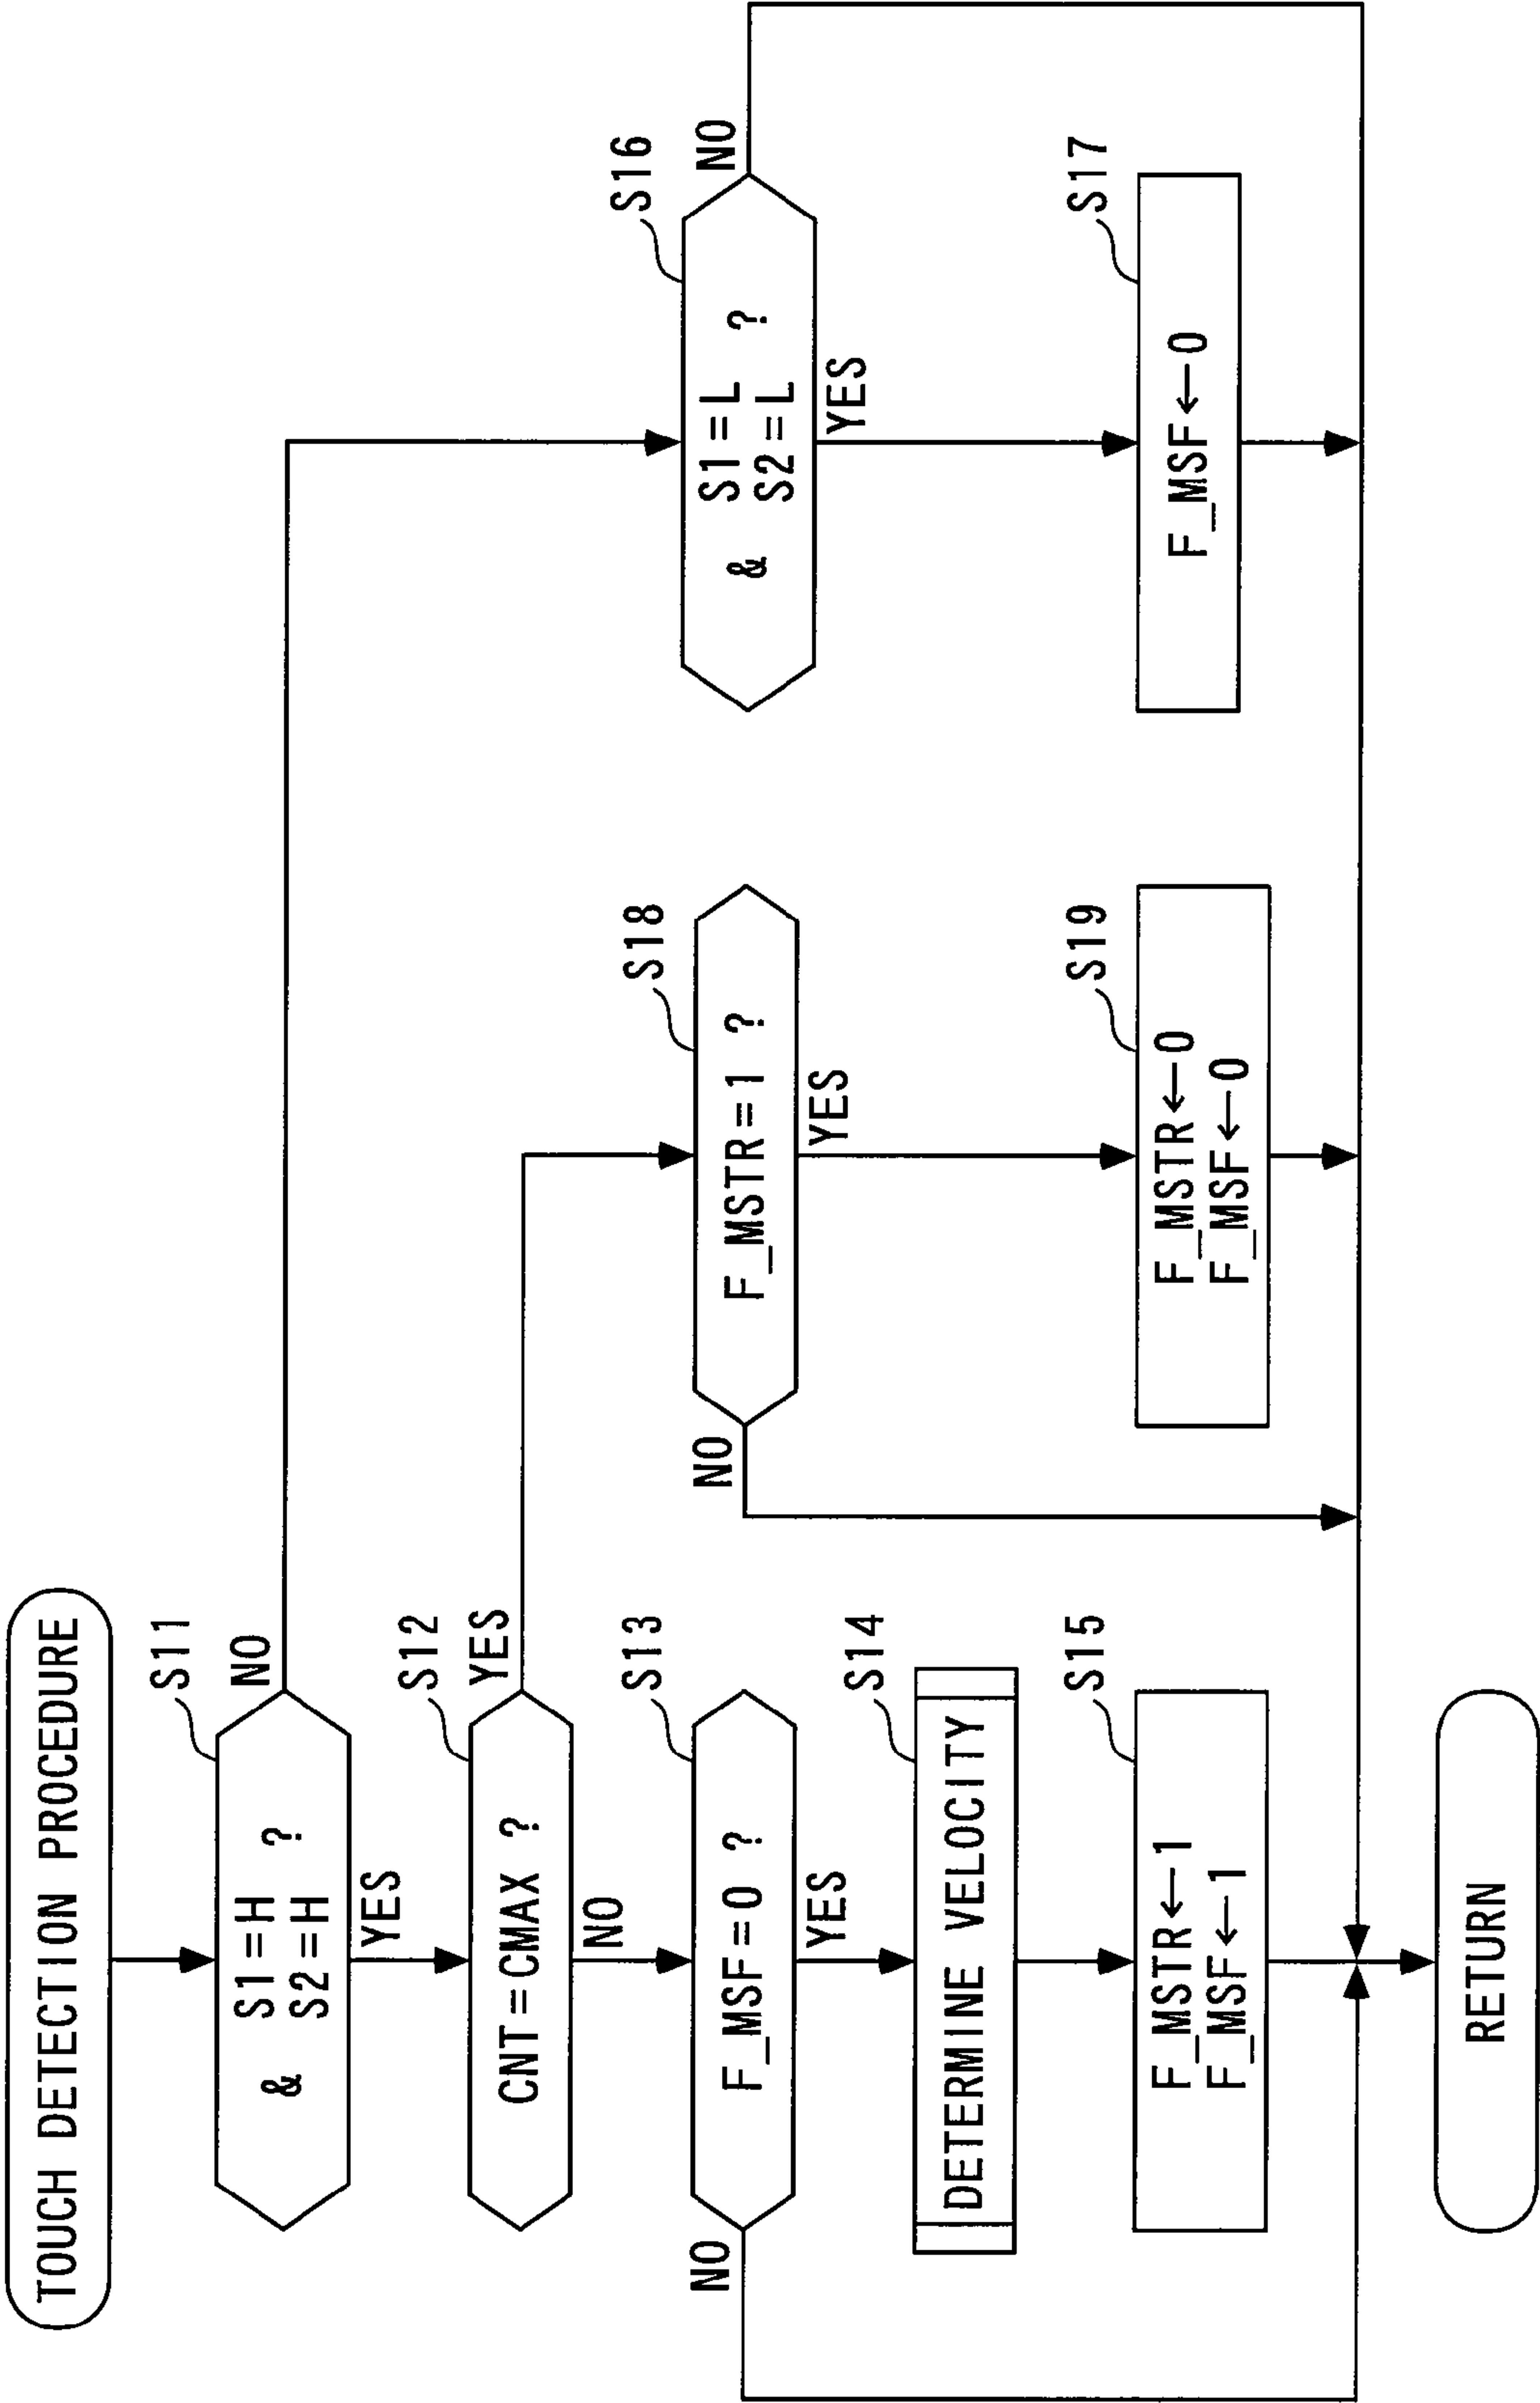 TOUCH DETECTION PROCEDURE
S11
S1=H
& S2=H ?
NO
YES
S12
CNT=CMAX ?
YES
NO
S13
F_MSF=0 ?
NO
YES
S14
DETERMINE VELOCITY
S15
F_MSTR←1
F_MSF←1
S18
F_MSTR=1 ?
NO
YES
S19
F_MSTR←0
F_MSF←0
S16
S1=L
& S2=L ?
NO
YES
S17
F_MSF←0
RETURN